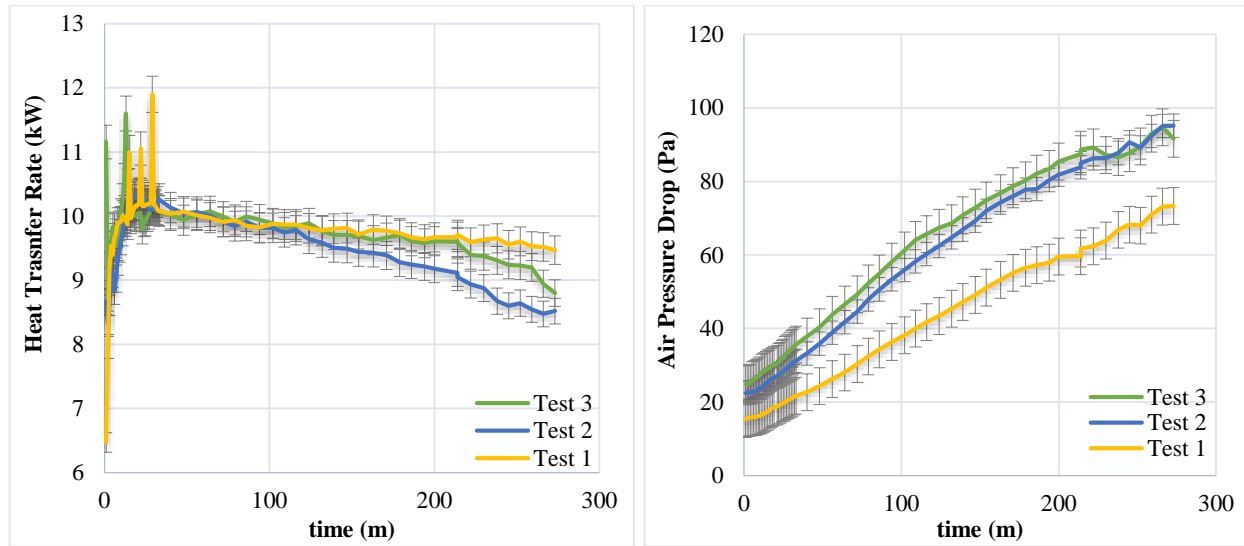 13
12
11
10
9
8
7
6
Heat Trasnfer Rate (kW)
Test 3
Test 2
Test 1
0
100
200
300
time (m)
120
100
80
60
40
20
0
Air Pressure Drop (Pa)
Test 3
Test 2
Test 1
0
100
200
300
time (m)